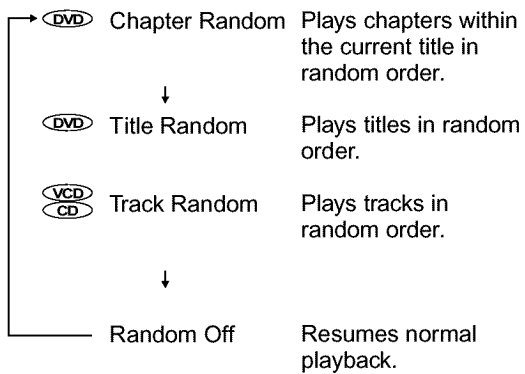 DVD Chapter Random Plays chapters within
the current title in
random order.
DVD Title Random Plays titles in random
order.
VCD
CD
Track Random Plays tracks in
random order.
Random Off Resumes normal
playback.